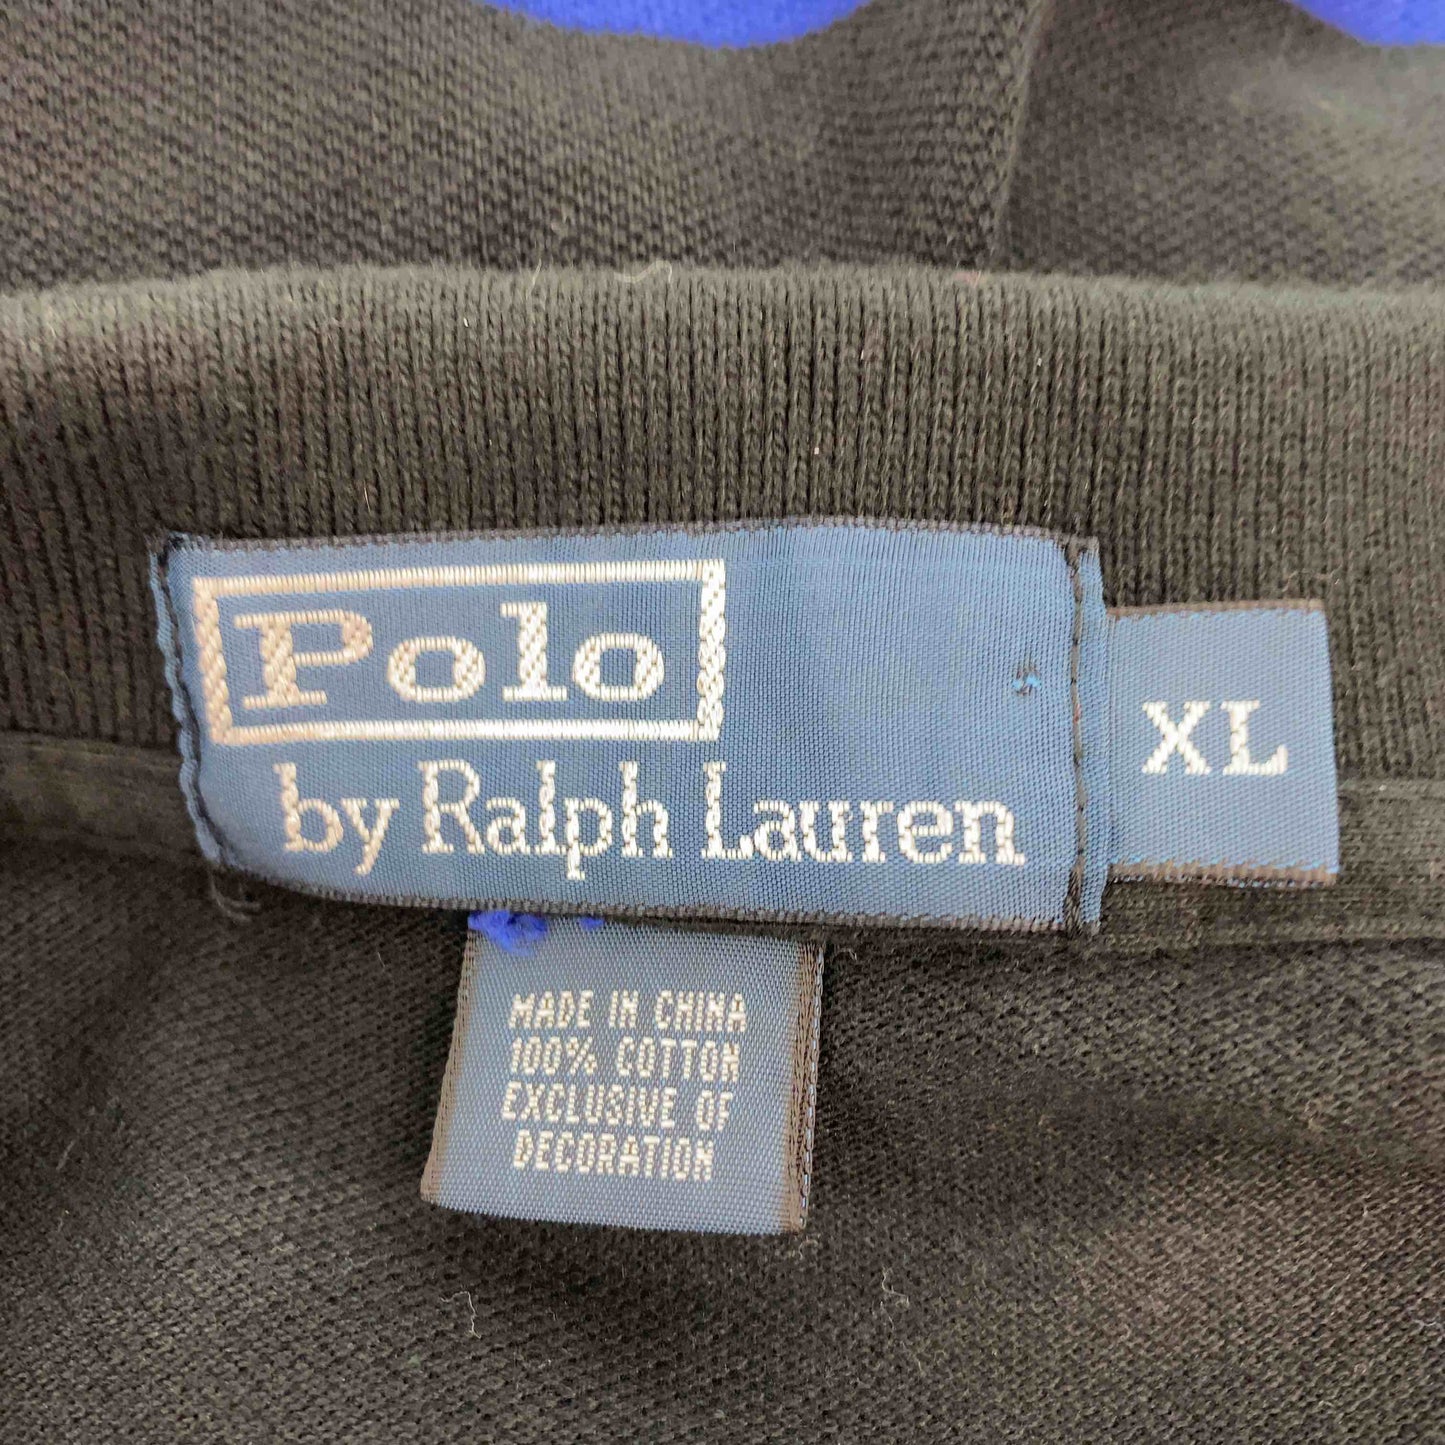 Polo
by Ralph Lauren
XL
MADE IN CHINA
100% COTTON
EXCLUSIVE OF
DECORATION